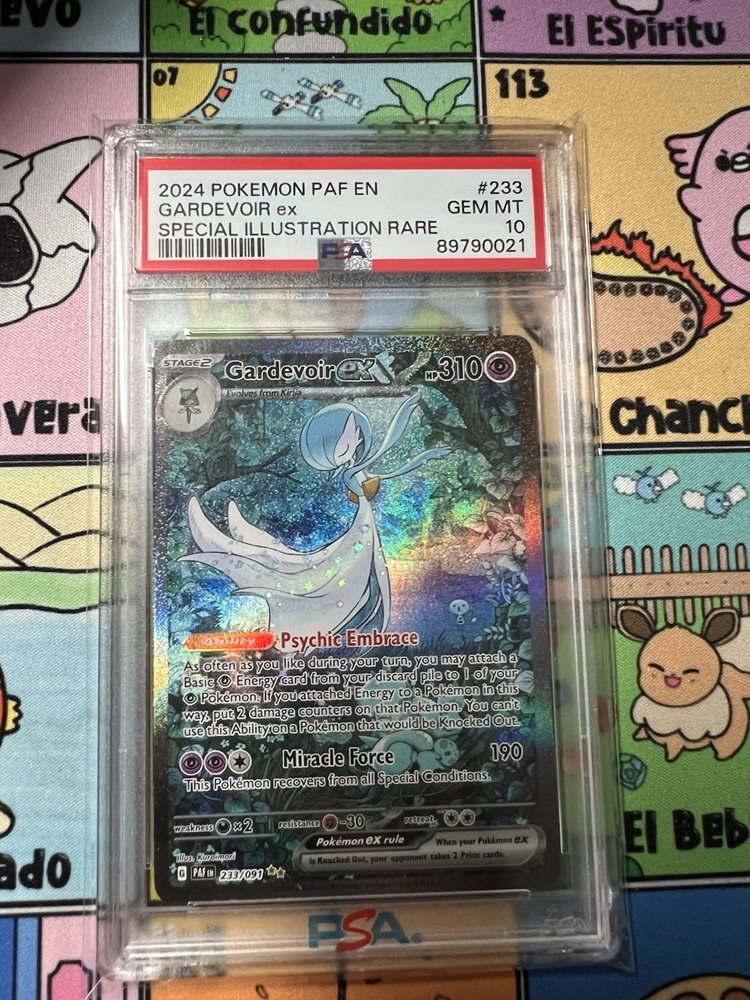 EVO
El Confundido
El Espiritu
07
113
2024 POKEMON PAF EN #233
GARDEVOIR ex GEM MT
SPECIAL ILLUSTRATION RARE 10
PSA 89790021
STAGE 2 Gardevoir ex HP 310
Evolves from Kirlia
vera
Chanc
Ability Psychic Embrace
As often as you like during your turn, you may attach a
Basic Energy card from your discard pile to 1 of your
Pokémon. If you attached Energy to a Pokémon in this
way, put 2 damage counters on that Pokémon. You can't
use this Ability on a Pokémon that would be Knocked Out.
Miracle Force 190
This Pokémon recovers from all Special Conditions.
weakness ×2 resistance -30 retreat
Pokémon ex rule When your Pokémon ex
is Knocked Out, your opponent takes 2 Prize cards.
Illus. Kuroimori
G PAF EN 233/091
El Beb
ado
PSA